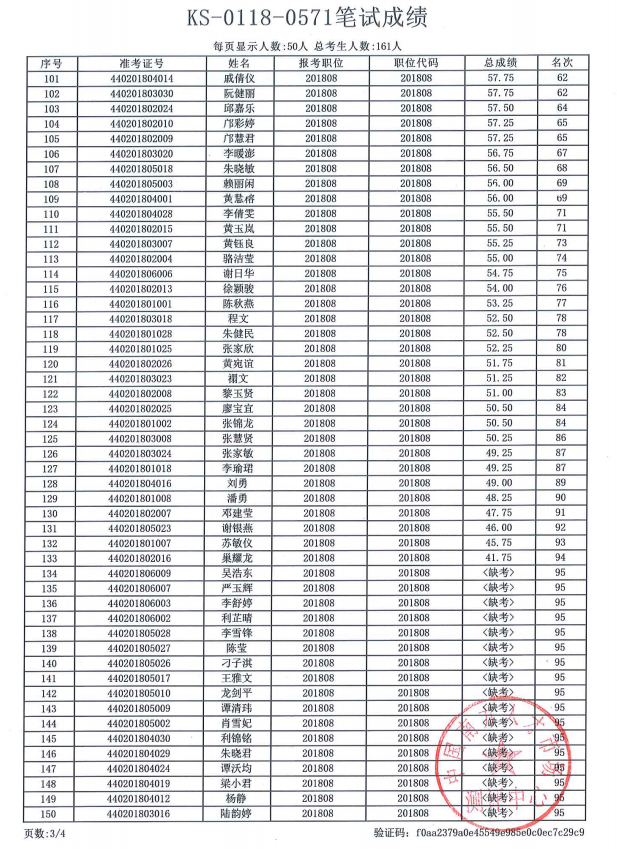 KS-0118-0571笔试成绩
每页显示人数:50人 总考生人数:161人
序号 准考证号 姓名 报考职位 职位代码 总成绩 名次
101 440201804014 戚倩仪 201808 201808 57.75 62
102 440201803030 阮健丽 201808 201808 57.75 62
103 440201802024 邱嘉乐 201808 201808 57.50 64
104 440201802010 邝彩婷 201808 201808 57.25 65
105 440201802009 邝慧君 201808 201808 57.25 65
106 440201803020 李暖澎 201808 201808 56.75 67
107 440201805018 朱晓敏 201808 201808 56.50 68
108 440201805003 赖丽闲 201808 201808 56.00 69
109 440201804001 黄慧榕 201808 201808 56.00 69
110 440201804028 李倩雯 201808 201808 55.50 71
111 440201802015 黄玉岚 201808 201808 55.50 71
112 440201803007 黄钰良 201808 201808 55.25 73
113 440201802004 骆洁莹 201808 201808 55.00 74
114 440201806006 谢日华 201808 201808 54.75 75
115 440201802013 徐颖骏 201808 201808 54.00 76
116 440201801001 陈秋燕 201808 201808 53.25 77
117 440201803018 程文 201808 201808 52.50 78
118 440201801028 朱健民 201808 201808 52.50 78
119 440201801025 张家欣 201808 201808 52.25 80
120 440201802026 黄宛谊 201808 201808 51.75 81
121 440201803023 禤文 201808 201808 51.25 82
122 440201802008 黎玉贤 201808 201808 51.00 83
123 440201802025 廖宝宜 201808 201808 50.50 84
124 440201801002 张锦龙 201808 201808 50.50 84
125 440201803008 张慧贤 201808 201808 50.25 86
126 440201803024 张家敏 201808 201808 49.25 87
127 440201801018 李瑜珺 201808 201808 49.25 87
128 440201804016 刘勇 201808 201808 49.00 89
129 440201801008 潘勇 201808 201808 48.25 90
130 440201802007 邓建莹 201808 201808 47.75 91
131 440201805023 谢银燕 201808 201808 46.00 92
132 440201801007 苏敏仪 201808 201808 45.75 93
133 440201802016 巢耀龙 201808 201808 41.75 94
134 440201806009 吴浩东 201808 201808 <缺考> 95
135 440201806007 严玉辉 201808 201808 <缺考> 95
136 440201806003 李舒婷 201808 201808 <缺考> 95
137 440201806002 利芷晴 201808 201808 <缺考> 95
138 440201805028 李雪锋 201808 201808 <缺考> 95
139 440201805027 陈莹 201808 201808 <缺考> 95
140 440201805026 刁子淇 201808 201808 <缺考> 95
141 440201805017 王雅文 201808 201808 <缺考> 95
142 440201805010 龙剑平 201808 201808 <缺考> 95
143 440201805009 谭清玮 201808 201808 <缺考> 95
144 440201805002 肖雪妃 201808 201808 <缺考> 95
145 440201804030 利锦铭 201808 201808 <缺考> 95
146 440201804029 朱晓君 201808 201808 <缺考> 95
147 440201804024 谭沃均 201808 201808 <缺考> 95
148 440201804019 梁小君 201808 201808 <缺考> 95
149 440201804012 杨静 201808 201808 <缺考> 95
150 440201803016 陆韵婷 201808 201808 <缺考> 95
中国南方人才市场
测评中心
页数:3/4 验证码: f0aa2379a0e45549e985e0c0ec7c29c9